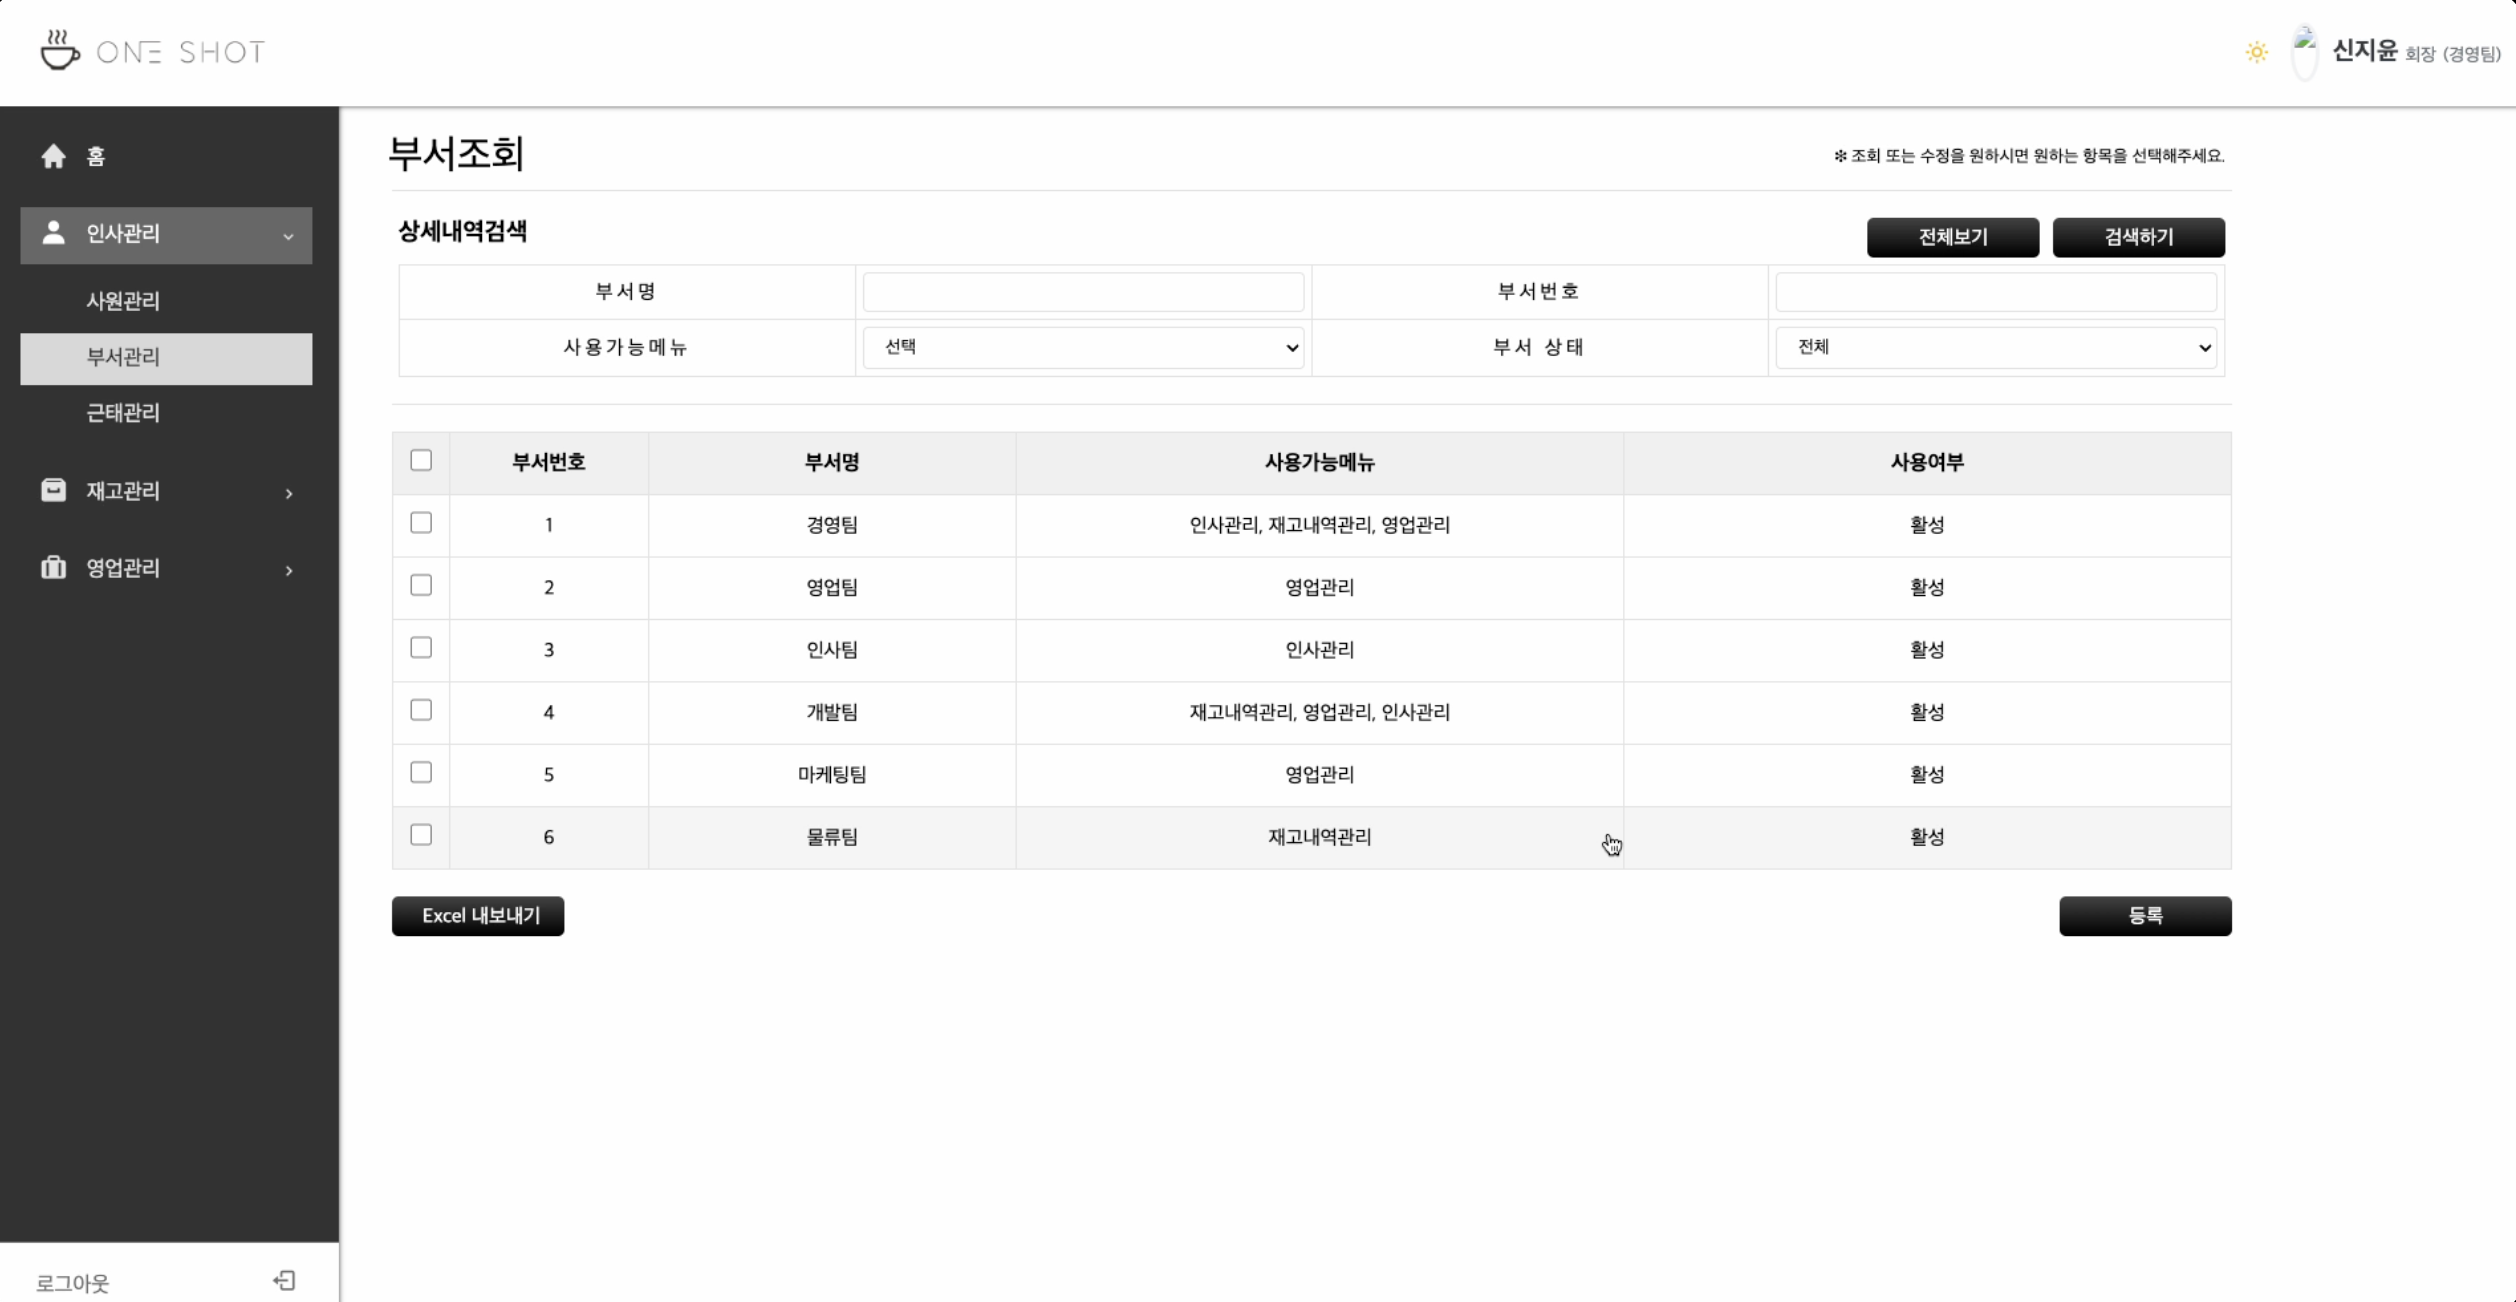 ONE SHOT
신지윤 회장 (경영팀)
홈
인사관리
사원관리
부서관리
근태관리
재고관리
영업관리
로그아웃
부서조회
❇ 조회 또는 수정을 원하시면 원하는 항목을 선택해주세요.
상세내역검색
전체보기 검색하기
부서명 부서번호
사용가능메뉴 선택 부서 상태 전체
부서번호 부서명 사용가능메뉴 사용여부
1 경영팀 인사관리, 재고내역관리, 영업관리 활성
2 영업팀 영업관리 활성
3 인사팀 인사관리 활성
4 개발팀 재고내역관리, 영업관리, 인사관리 활성
5 마케팅팀 영업관리 활성
6 물류팀 재고내역관리 활성
Excel 내보내기 등록